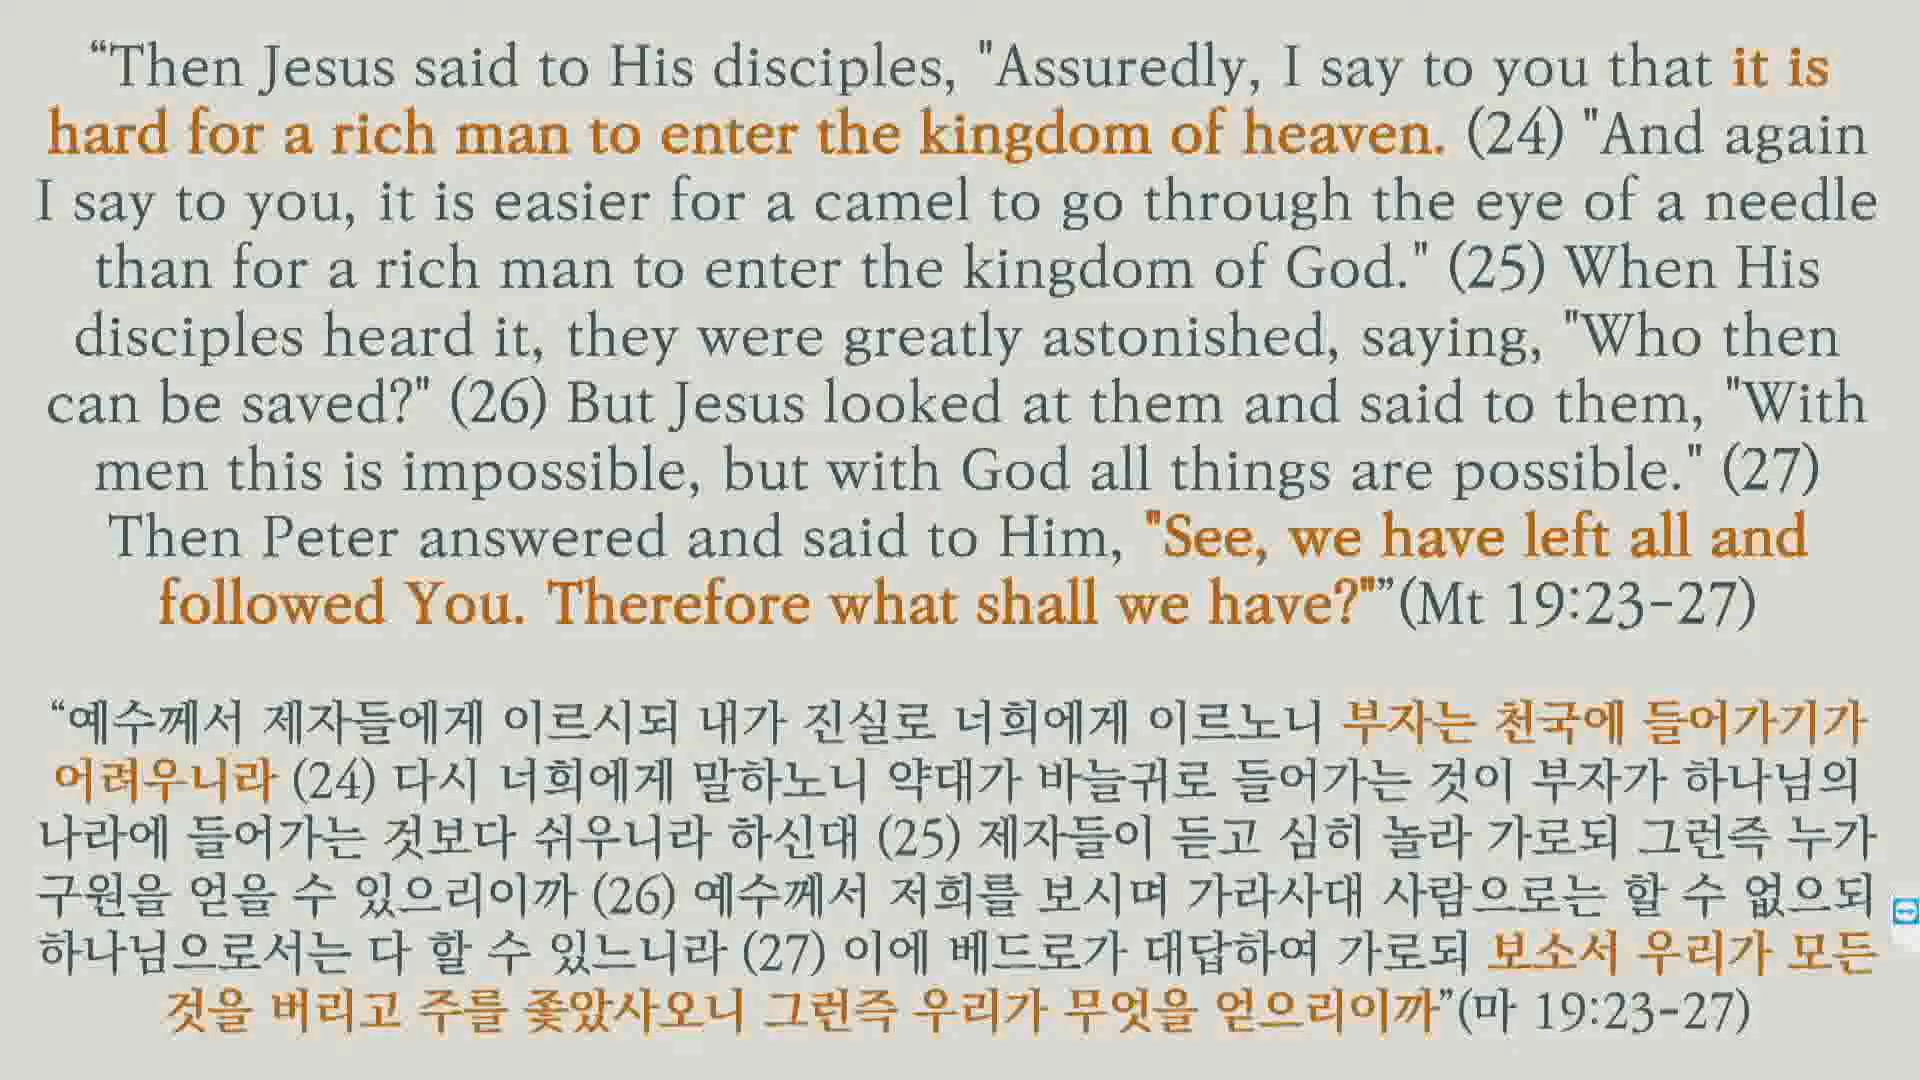 “Then Jesus said to His disciples, "Assuredly, I say to you that it is
hard for a rich man to enter the kingdom of heaven. (24) "And again
I say to you, it is easier for a camel to go through the eye of a needle
than for a rich man to enter the kingdom of God." (25) When His
disciples heard it, they were greatly astonished, saying, "Who then
can be saved?" (26) But Jesus looked at them and said to them, "With
men this is impossible, but with God all things are possible." (27)
Then Peter answered and said to Him, "See, we have left all and
followed You. Therefore what shall we have?"”(Mt 19:23-27)
“예수께서 제자들에게 이르시되 내가 진실로 너희에게 이르노니 부자는 천국에 들어가기가
어려우니라 (24) 다시 너희에게 말하노니 약대가 바늘귀로 들어가는 것이 부자가 하나님의
나라에 들어가는 것보다 쉬우니라 하신대 (25) 제자들이 듣고 심히 놀라 가로되 그런즉 누가
구원을 얻을 수 있으리이까 (26) 예수께서 저희를 보시며 가라사대 사람으로는 할 수 없으되
하나님으로서는 다 할 수 있느니라 (27) 이에 베드로가 대답하여 가로되 보소서 우리가 모든
것을 버리고 주를 좇았사오니 그런즉 우리가 무엇을 얻으리이까”(마 19:23-27)